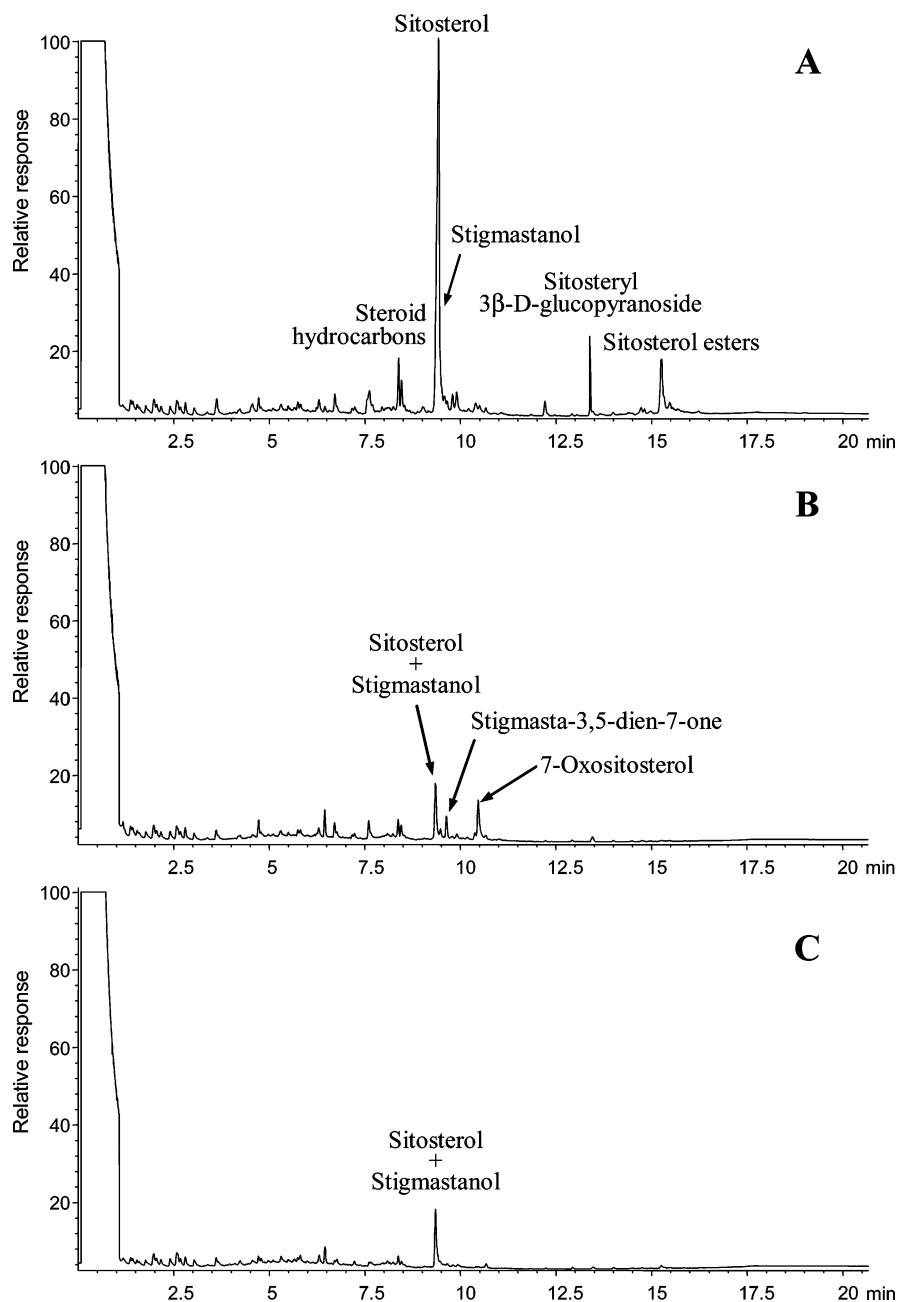 Sitosterol
A
100
80
60
40
20
Relative response
Stigmastanol
Sitosteryl
3β-D-glucopyranoside
Steroid
hydrocarbons
Sitosterol esters
2.5 5 7.5 10 12.5 15 17.5 20 min
B
100
80
60
40
20
Relative response
Sitosterol
+
Stigmastanol
Stigmasta-3,5-dien-7-one
7-Oxositosterol
2.5 5 7.5 10 12.5 15 17.5 20 min
C
100
80
60
40
20
Relative response
Sitosterol
+
Stigmastanol
2.5 5 7.5 10 12.5 15 17.5 20 min